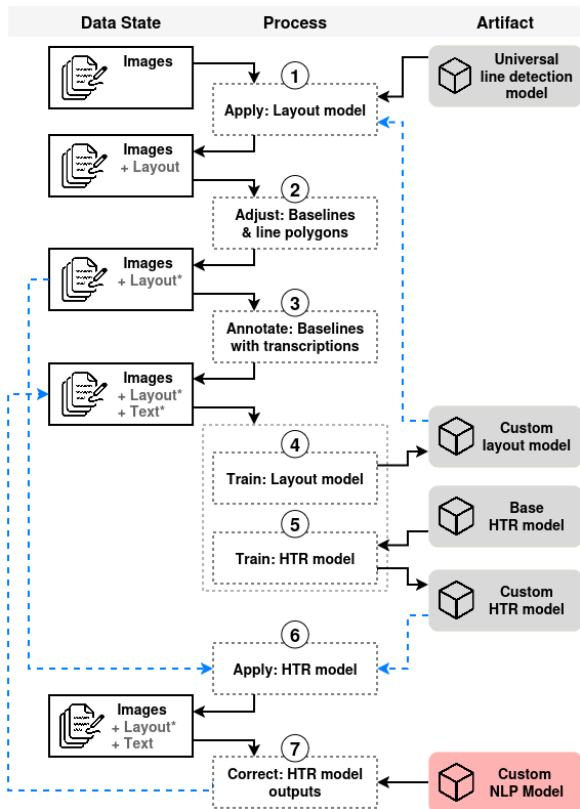 Data State Process Artifact
Images
1
Apply: Layout model
Universal
line detection
model
Images
+ Layout
2
Adjust: Baselines
& line polygons
Images
+ Layout*
3
Annotate: Baselines
with transcriptions
Images
+ Layout*
+ Text*
4
Train: Layout model
Custom
layout model
5
Train: HTR model
Base
HTR model
Custom
HTR model
6
Apply: HTR model
Images
+ Layout*
+ Text
7
Correct: HTR model
outputs
Custom
NLP Model